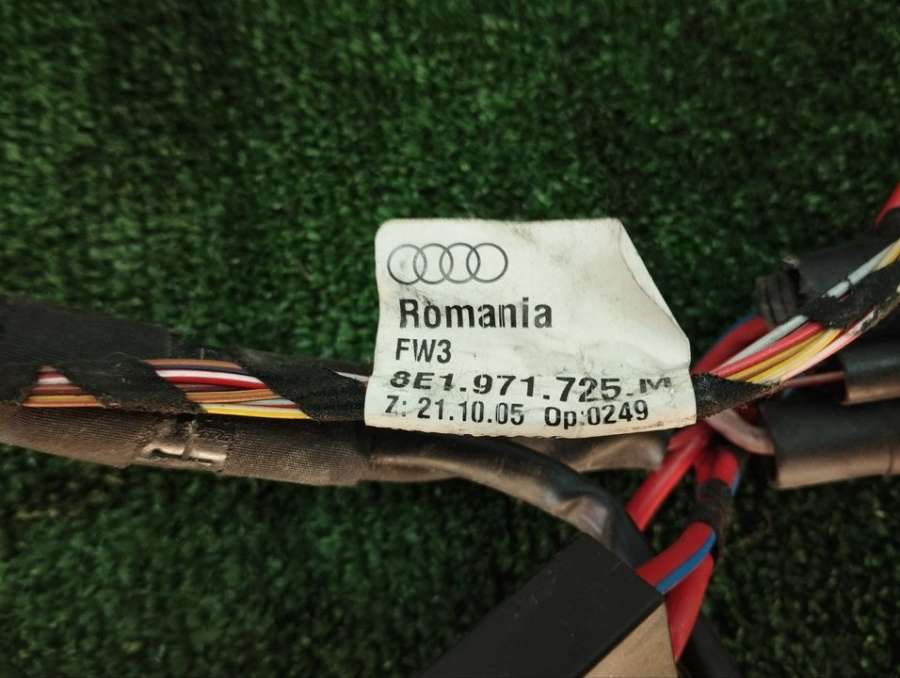 Romania
FW3
8E1.971.725.M
Z: 21.10.05 Op:0249